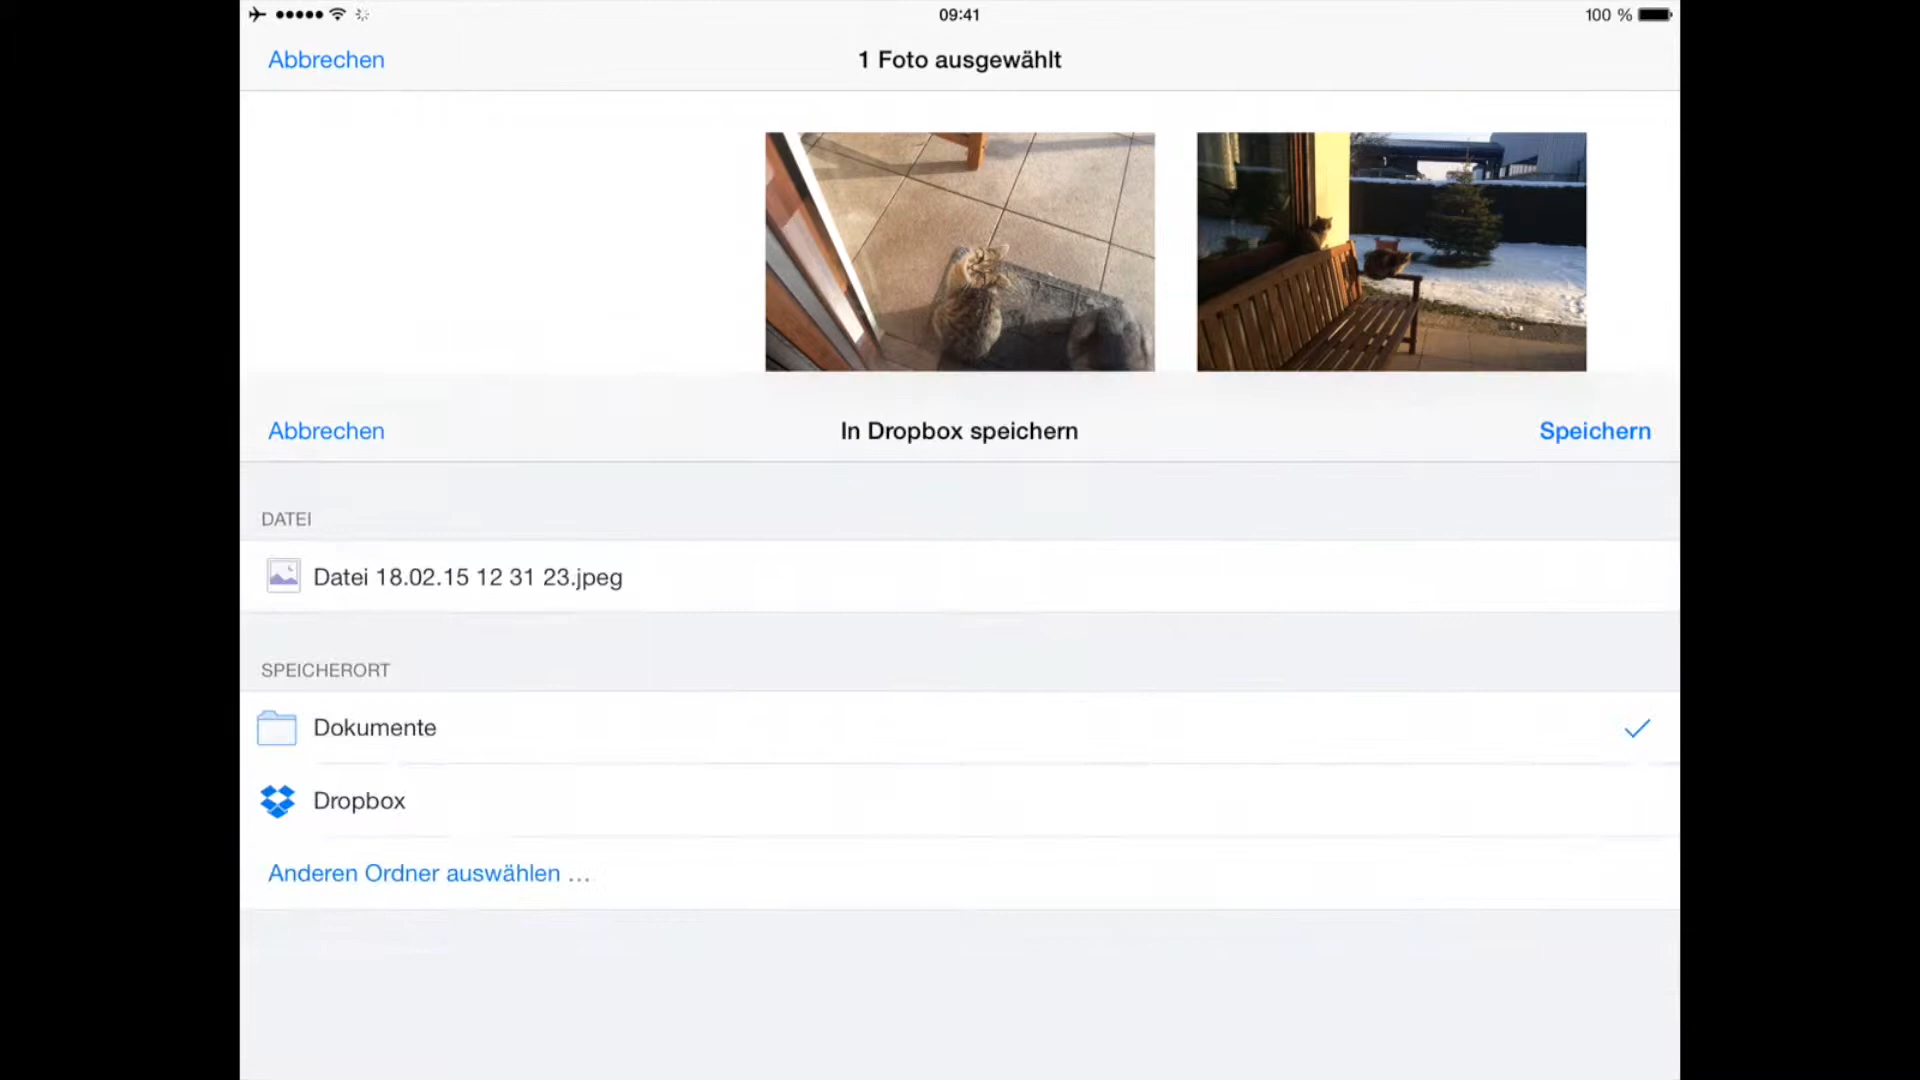 09:41
100 %
Abbrechen
1 Foto ausgewählt
Abbrechen
In Dropbox speichern
Speichern
DATEI
Datei 18.02.15 12 31 23.jpeg
SPEICHERORT
Dokumente
Dropbox
Anderen Ordner auswählen …